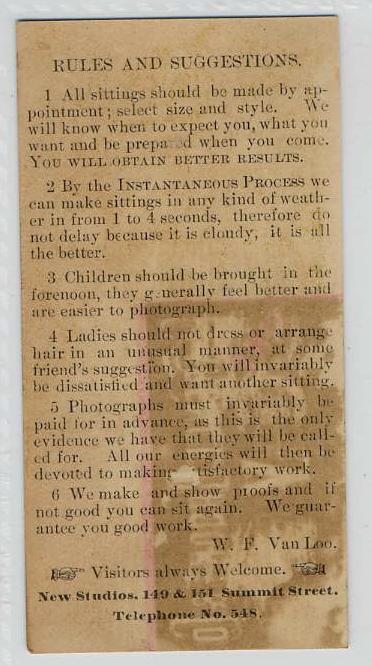 RULES AND SUGGESTIONS.
1 All sittings should be made by ap-
pointment; select size and style. We
will know when to expect you, what you
want and be prepared when you come.
YOU WILL OBTAIN BETTER RESULTS.
2 By the INSTANTANEOUS PROCESS we
can make sittings in any kind of weath-
er in from 1 to 4 seconds, therefore do
not delay because it is cloudy, it is all
the better.
3 Children should be brought in the
forenoon, they generally feel better and
are easier to photograph.
4 Ladies should not dress or arrange
hair in an unusual manner, at some
friend's suggestion. You will invariably
be dissatisfied and want another sitting.
5 Photographs must invariably be
paid for in advance, as this is the only
evidence we have that they will be call-
ed for. All our energies will then be
devoted to making satisfactory work.
6 We make and show proofs and if
not good you can sit again. We guar-
antee you good work.
W. F. Van Loo.
Visitors always Welcome.
New Studios, 149 & 151 Summit Street.
Telephone No. 548.